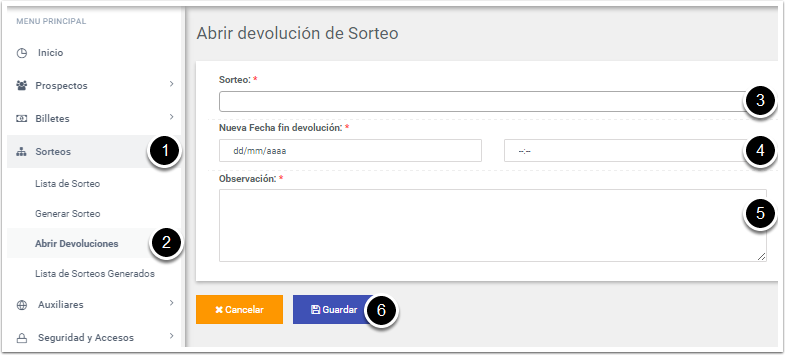 MENU PRINCIPAL
Inicio
Prospectos
Billetes
Sorteos 1
Lista de Sorteo
Generar Sorteo
Abrir Devoluciones 2
Lista de Sorteos Generados
Auxiliares
Seguridad y Accesos
Abrir devolución de Sorteo
Sorteo: *
3
Nueva Fecha fin devolución: *
dd/mm/aaaa --:-- 4
Observación: *
5
Cancelar Guardar 6